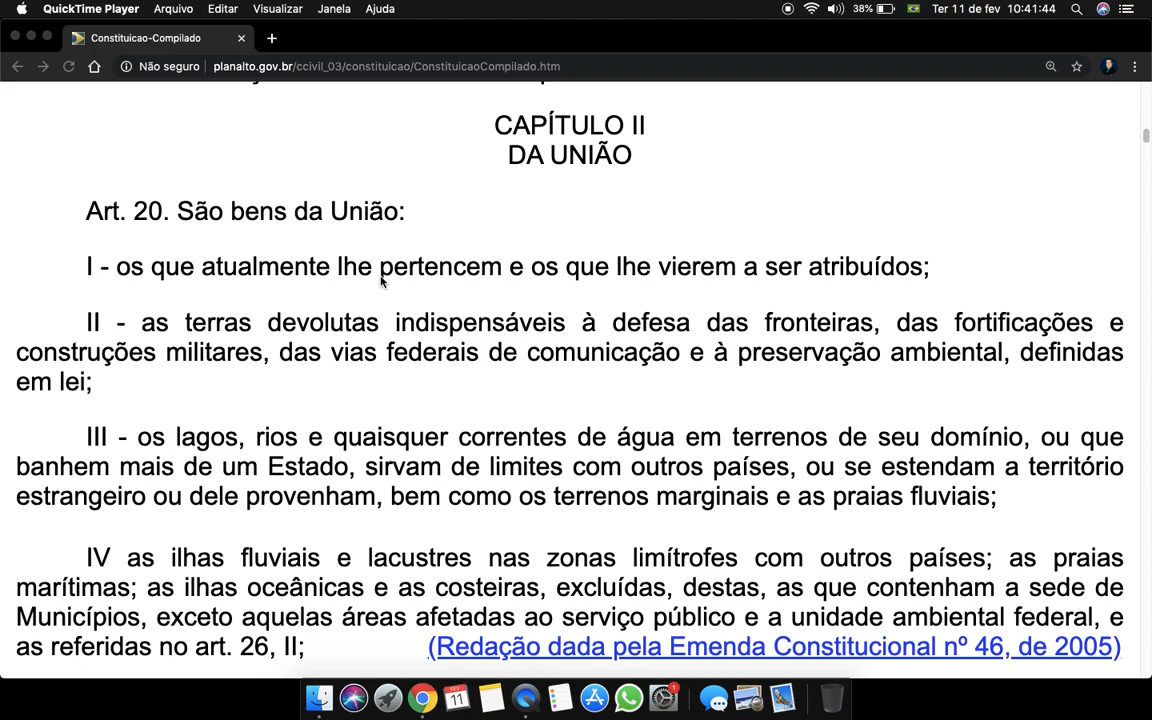 QuickTime Player Arquivo Editar Visualizar Janela Ajuda 38% Ter 11 de fev 10:41:44
Constituicao-Compilado
Não seguro planalto.gov.br/ccivil_03/constituicao/ConstituicaoCompilado.htm
CAPÍTULO II
DA UNIÃO
Art. 20. São bens da União:
I - os que atualmente lhe pertencem e os que lhe vierem a ser atribuídos;
II - as terras devolutas indispensáveis à defesa das fronteiras, das fortificações e
construções militares, das vias federais de comunicação e à preservação ambiental, definidas
em lei;
III - os lagos, rios e quaisquer correntes de água em terrenos de seu domínio, ou que
banhem mais de um Estado, sirvam de limites com outros países, ou se estendam a território
estrangeiro ou dele provenham, bem como os terrenos marginais e as praias fluviais;
IV as ilhas fluviais e lacustres nas zonas limítrofes com outros países; as praias
marítimas; as ilhas oceânicas e as costeiras, excluídas, destas, as que contenham a sede de
Municípios, exceto aquelas áreas afetadas ao serviço público e a unidade ambiental federal, e
as referidas no art. 26, II; (Redação dada pela Emenda Constitucional nº 46, de 2005)
FEV
11
1